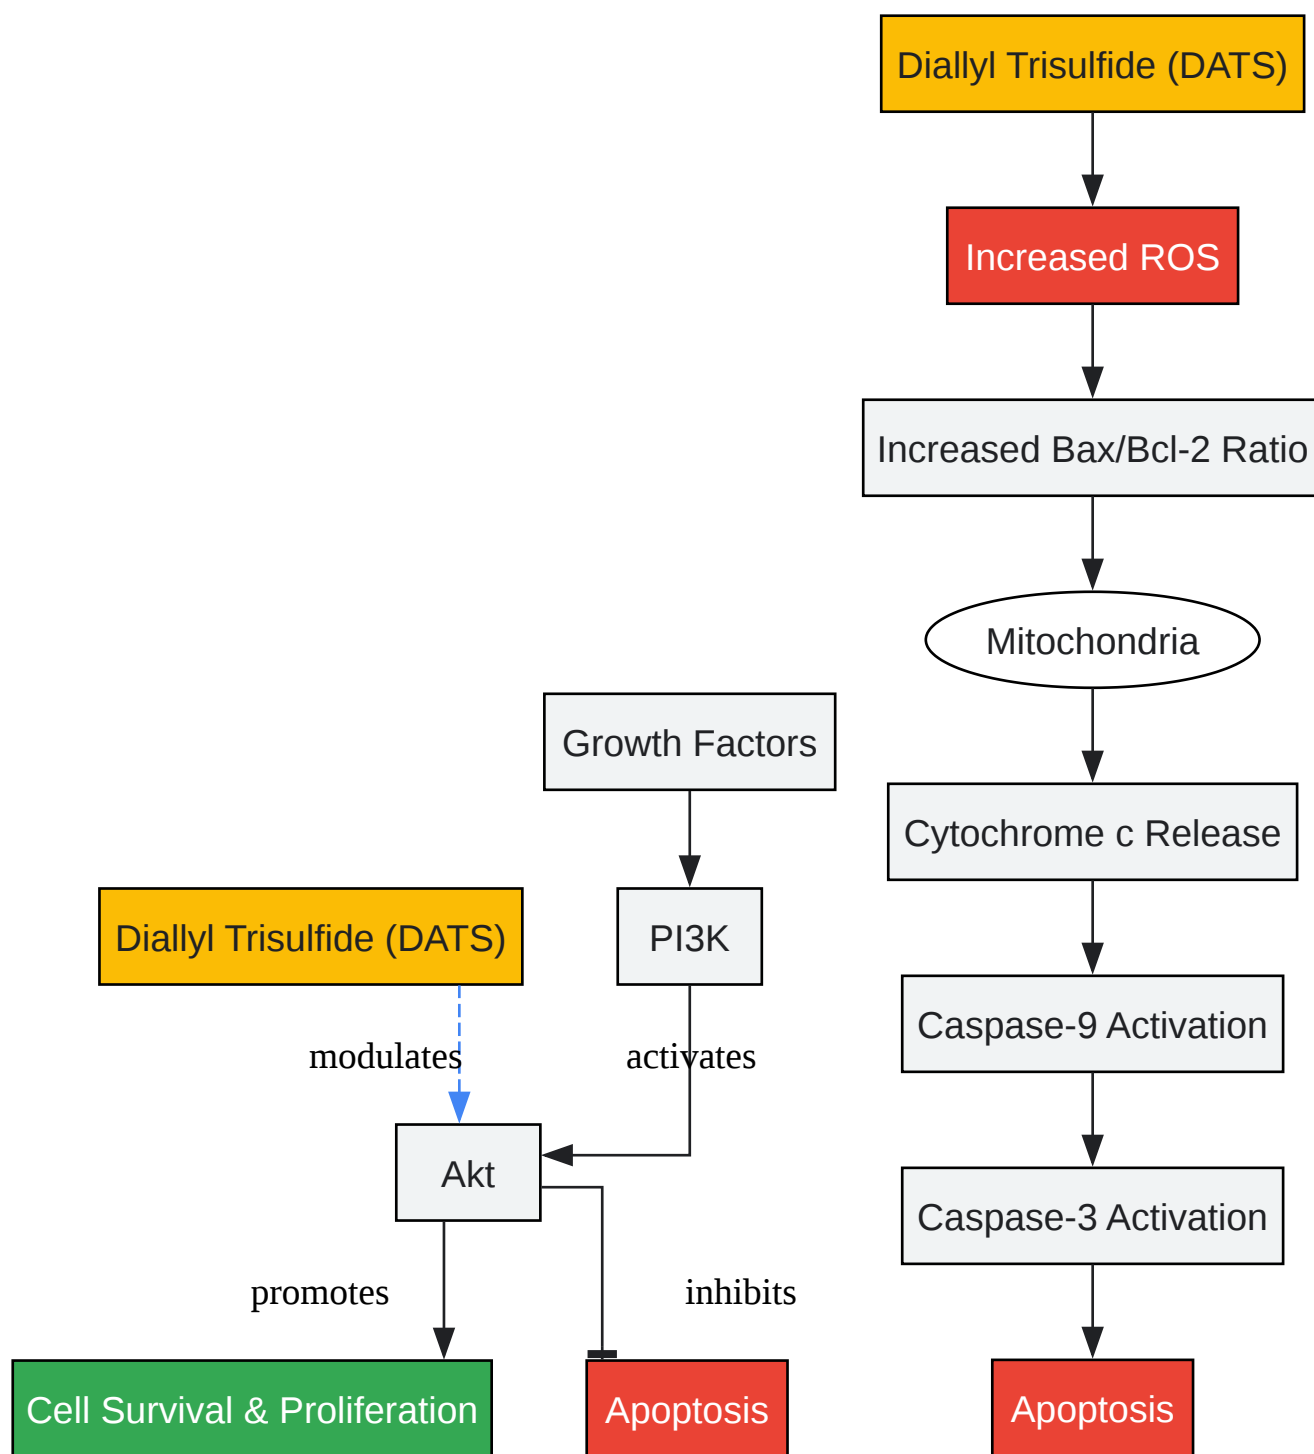 Diallyl Trisulfide (DATS)
Increased ROS
Increased Bax/Bcl-2 Ratio
Mitochondria
Growth Factors
Cytochrome c Release
Diallyl Trisulfide (DATS)
PI3K
Caspase-9 Activation
modulates
activates
Akt
Caspase-3 Activation
promotes
inhibits
Cell Survival & Proliferation
Apoptosis
Apoptosis